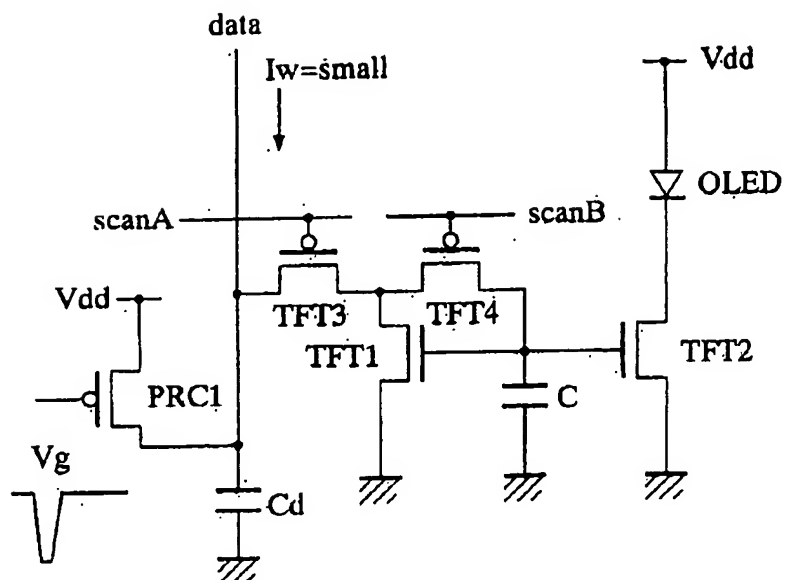 data
Iw=small
Vdd
OLED
scanA
scanB
Vdd
TFT3
TFT4
TFT1
TFT2
PRC1
C
Vg
Cd